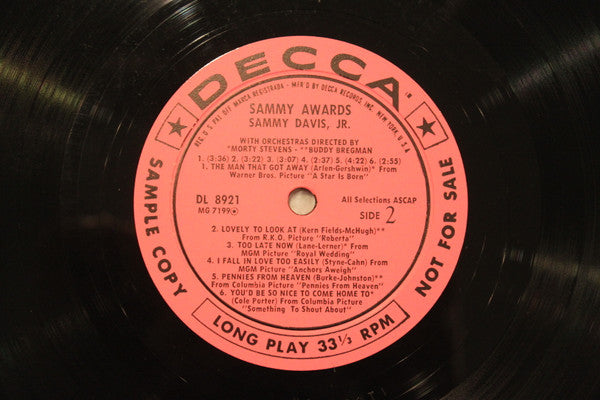 DECCA
REG'D U.S. PAT. OFF. MARCA REGISTRADA • MF'R'D BY DECCA RECORDS, INC., NEW YORK, U.S.A.
SAMMY AWARDS
SAMMY DAVIS, JR.
WITH ORCHESTRAS DIRECTED BY
*MORTY STEVENS - **BUDDY BREGMAN
1. (3:36) 2. (3:22) 3. (3:07) 4. (2:37) 5. (4:22) 6. (2:55)
1. THE MAN THAT GOT AWAY (Arlen-Gershwin)* From
Warner Bros. Picture "A Star Is Born"
DL 8921
MG 7199
All Selections ASCAP
SIDE 2
2. LOVELY TO LOOK AT (Kern Fields-McHugh)**
From R.K.O. Picture "Roberta"
3. TOO LATE NOW (Lane-Lerner)* From
MGM Picture "Royal Wedding"
4. I FALL IN LOVE TOO EASILY (Styne-Cahn) From
MGM Picture "Anchors Aweigh"
5. PENNIES FROM HEAVEN (Burke-Johnston)**
From Columbia Picture "Pennies From Heaven"
6. YOU'D BE SO NICE TO COME HOME TO*
(Cole Porter) From Columbia Picture
"Something To Shout About"
SAMPLE COPY
NOT FOR SALE
LONG PLAY 33 1/3 RPM